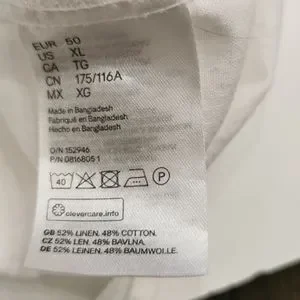 EUR 50
US XL
CA TG
CN 175/116A
MX XG
Made in Bangladesh
Fabriqué en Bangladesh
Hecho en Bangladesh
O/N 152946
P/N 0816805 1
40
clevercare.info
GB 52% LINEN. 48% COTTON.
CZ 52% LEN. 48% BAVLNA.
DE 52% LEINEN. 48% BAUMWOLLE.